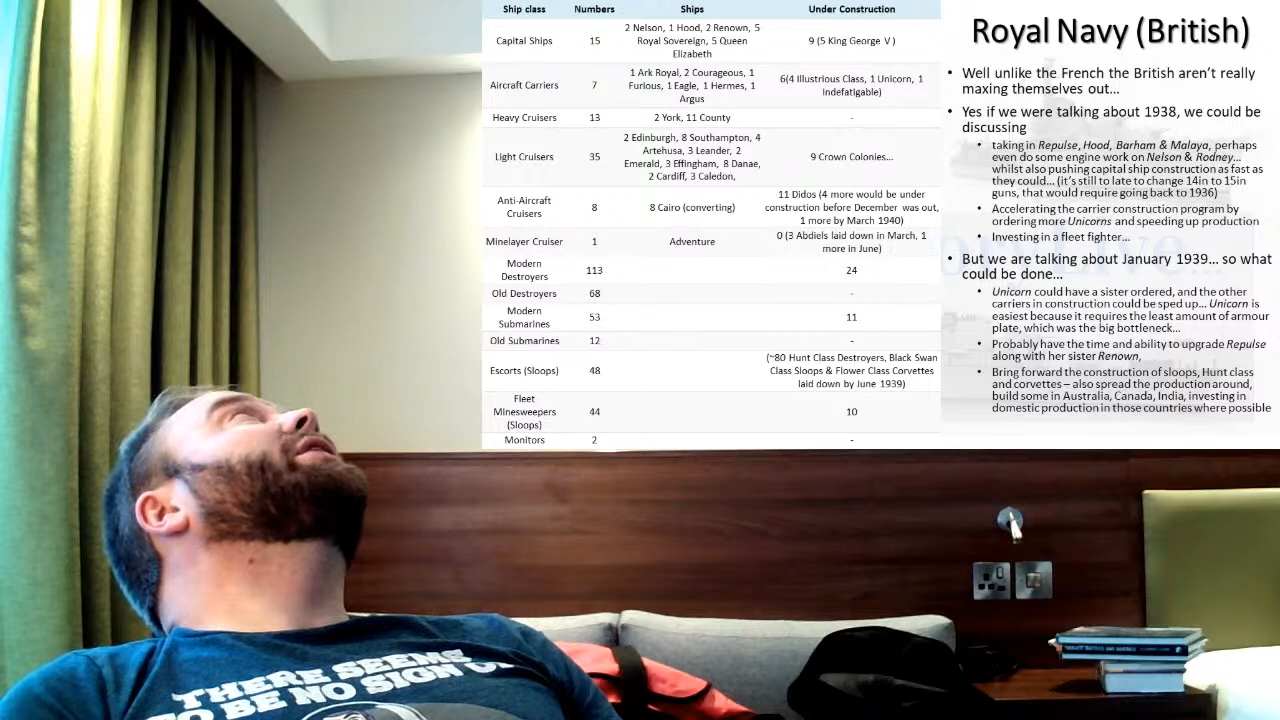 Ship class Numbers Ships Under Construction
Capital Ships 15 2 Nelson, 1 Hood, 2 Renown, 5 Royal Sovereign, 5 Queen Elizabeth 9 (5 King George V )
Aircraft Carriers 7 1 Ark Royal, 2 Courageous, 1 Furious, 1 Eagle, 1 Hermes, 1 Argus 6(4 Illustrious Class, 1 Unicorn, 1 Indefatigable)
Heavy Cruisers 13 2 York, 11 County -
Light Cruisers 35 2 Edinburgh, 8 Southampton, 4 Artehusa, 3 Leander, 2 Emerald, 3 Effingham, 8 Danae, 2 Cardiff, 3 Caledon, 9 Crown Colonies...
Anti-Aircraft Cruisers 8 8 Cairo (converting) 11 Didos (4 more would be under construction before December was out, 1 more by March 1940)
Minelayer Cruiser 1 Adventure 0 (3 Abdiels laid down in March, 1 more in June)
Modern Destroyers 113 24
Old Destroyers 68 -
Modern Submarines 53 11
Old Submarines 12 -
Escorts (Sloops) 48 (~80 Hunt Class Destroyers, Black Swan Class Sloops & Flower Class Corvettes laid down by June 1939)
Fleet Minesweepers (Sloops) 44 10
Monitors 2 -
Royal Navy (British)
• Well unlike the French the British aren't really
maxing themselves out...
• Yes if we were talking about 1938, we could be
discussing
• taking in Repulse, Hood, Barham & Malaya, perhaps
even do some engine work on Nelson & Rodney...
whilst also pushing capital ship construction as fast as
they could... (it's still to late to change 14in to 15in
guns, that would require going back to 1936)
• Accelerating the carrier construction program by
ordering more Unicorns and speeding up production
• Investing in a fleet fighter...
• But we are talking about January 1939... so what
could be done...
• Unicorn could have a sister ordered, and the other
carriers in construction could be sped up... Unicorn is
easiest because it requires the least amount of armour
plate, which was the big bottleneck...
• Probably have the time and ability to upgrade Repulse
along with her sister Renown,
• Bring forward the construction of sloops, Hunt class
and corvettes – also spread the production around,
build some in Australia, Canada, India, investing in
domestic production in those countries where possible
THERE SEEMS
TO BE NO SIGN OF